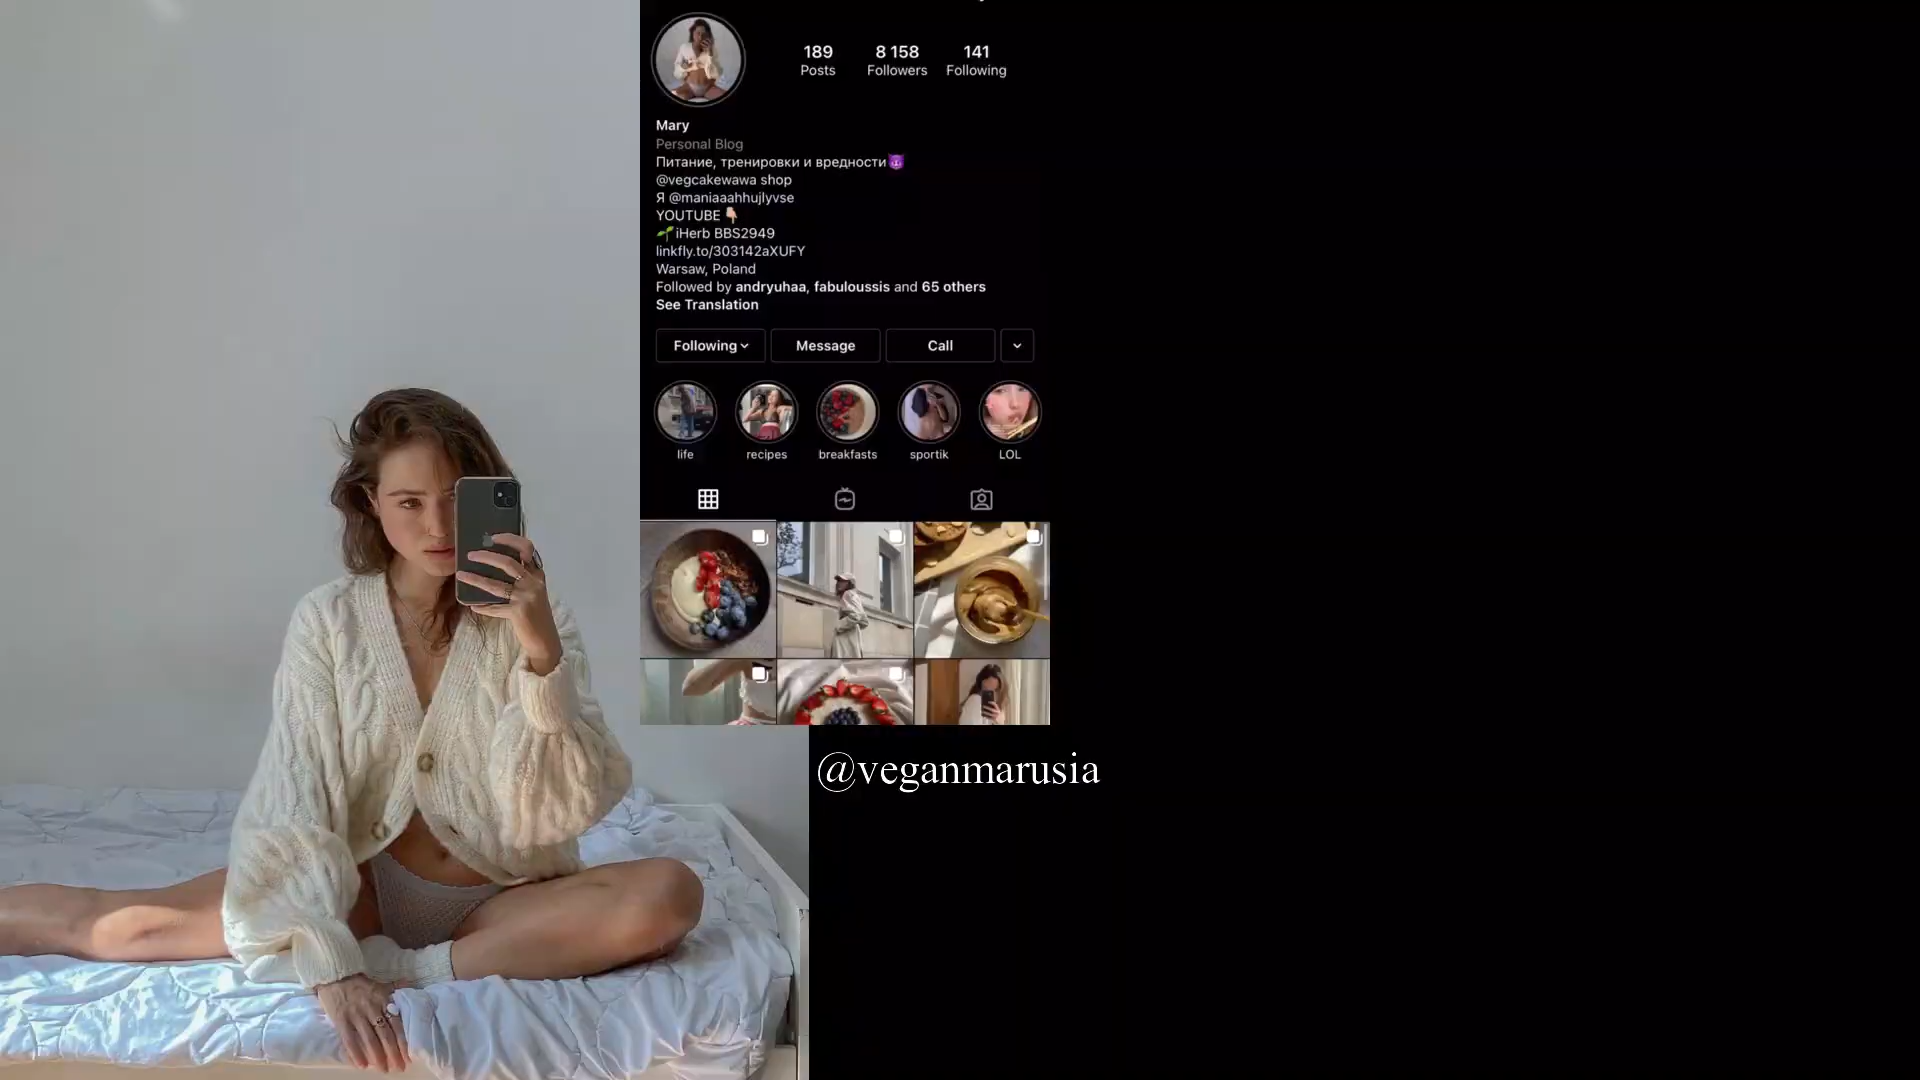 189 8 158 141
Posts Followers Following
Mary
Personal Blog
Питание, тренировки и вредности😈
@vegcakewawa shop
Я @maniaaahhujlyvse
YOUTUBE 👇🏻
🌱iHerb BBS2949
linkfly.to/303142aXUFY
Warsaw, Poland
Followed by andryuhaa, fabuloussis and 65 others
See Translation
Following Message Call
life recipes breakfasts sportik LOL
@veganmarusia